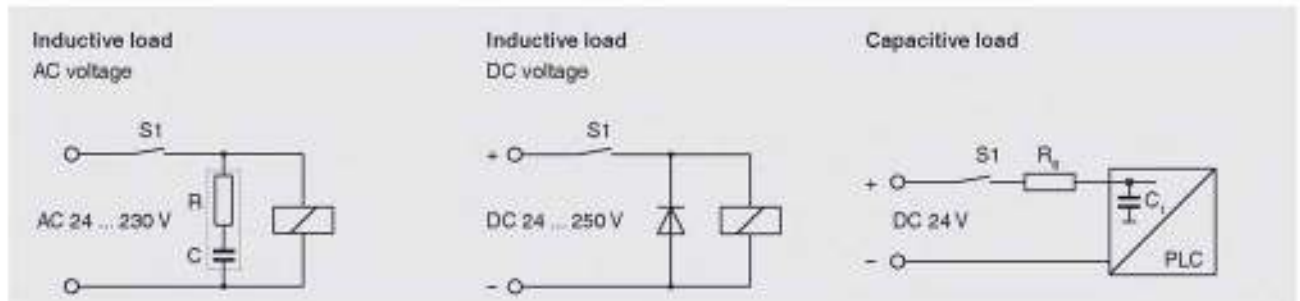 Inductive load
AC voltage
S1
R
AC 24 ... 230 V
C
Inductive load
DC voltage
+
S1
DC 24 ... 250 V
-
Capacitive load
S1
+
DC 24 V
-
PLC